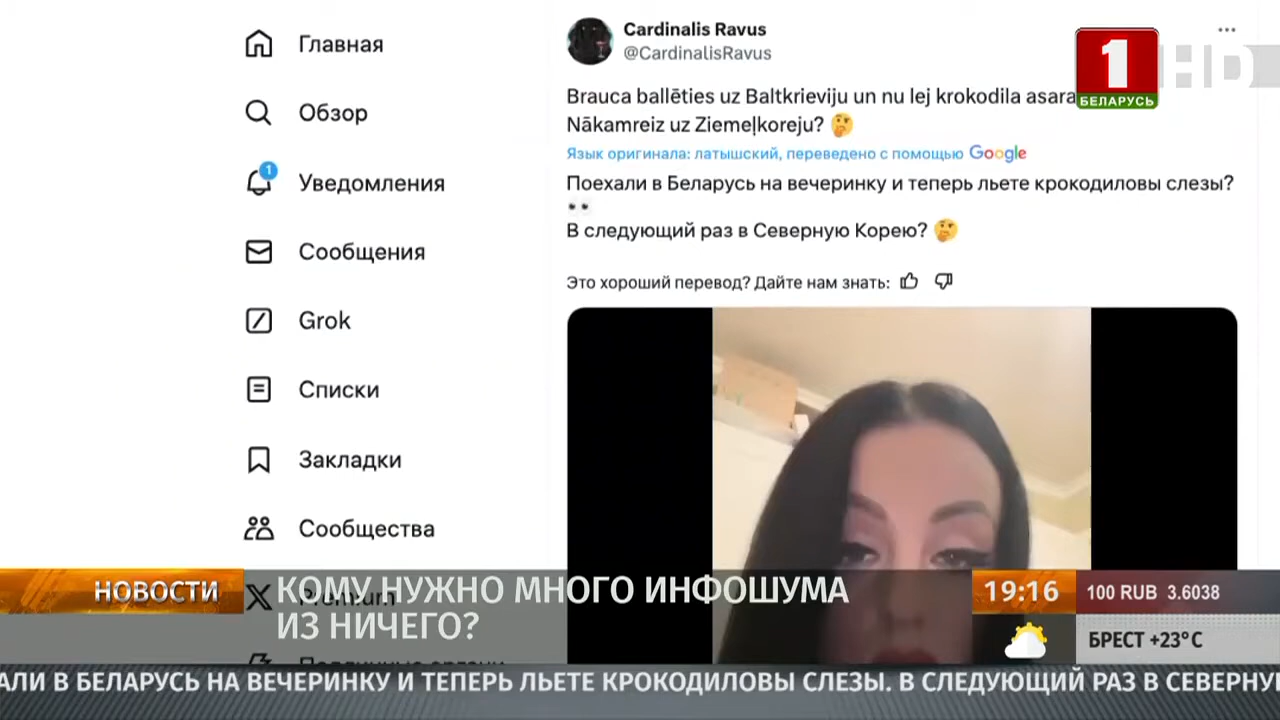 Главная
Обзор
1
Уведомления
Сообщения
Grok
Списки
Закладки
Сообщества
Premium
Cardinalis Ravus
@CardinalisRavus
Brauca ballēties uz Baltkrieviju un nu lej krokodila asara
Nākamreiz uz Ziemeļkoreju?
Язык оригинала: латышский, переведено с помощью Google
Поехали в Беларусь на вечеринку и теперь льете крокодиловы слезы?
В следующий раз в Северную Корею?
Это хороший перевод? Дайте нам знать:
1 HD
БЕЛАРУСЬ
НОВОСТИ
КОМУ НУЖНО МНОГО ИНФОШУМА
ИЗ НИЧЕГО?
19:16
100 RUB 3.6038
БРЕСТ +23°C
АЛИ В БЕЛАРУСЬ НА ВЕЧЕРИНКУ И ТЕПЕРЬ ЛЬЕТЕ КРОКОДИЛОВЫ СЛЕЗЫ. В СЛЕДУЮЩИЙ РАЗ В СЕВЕРНУ